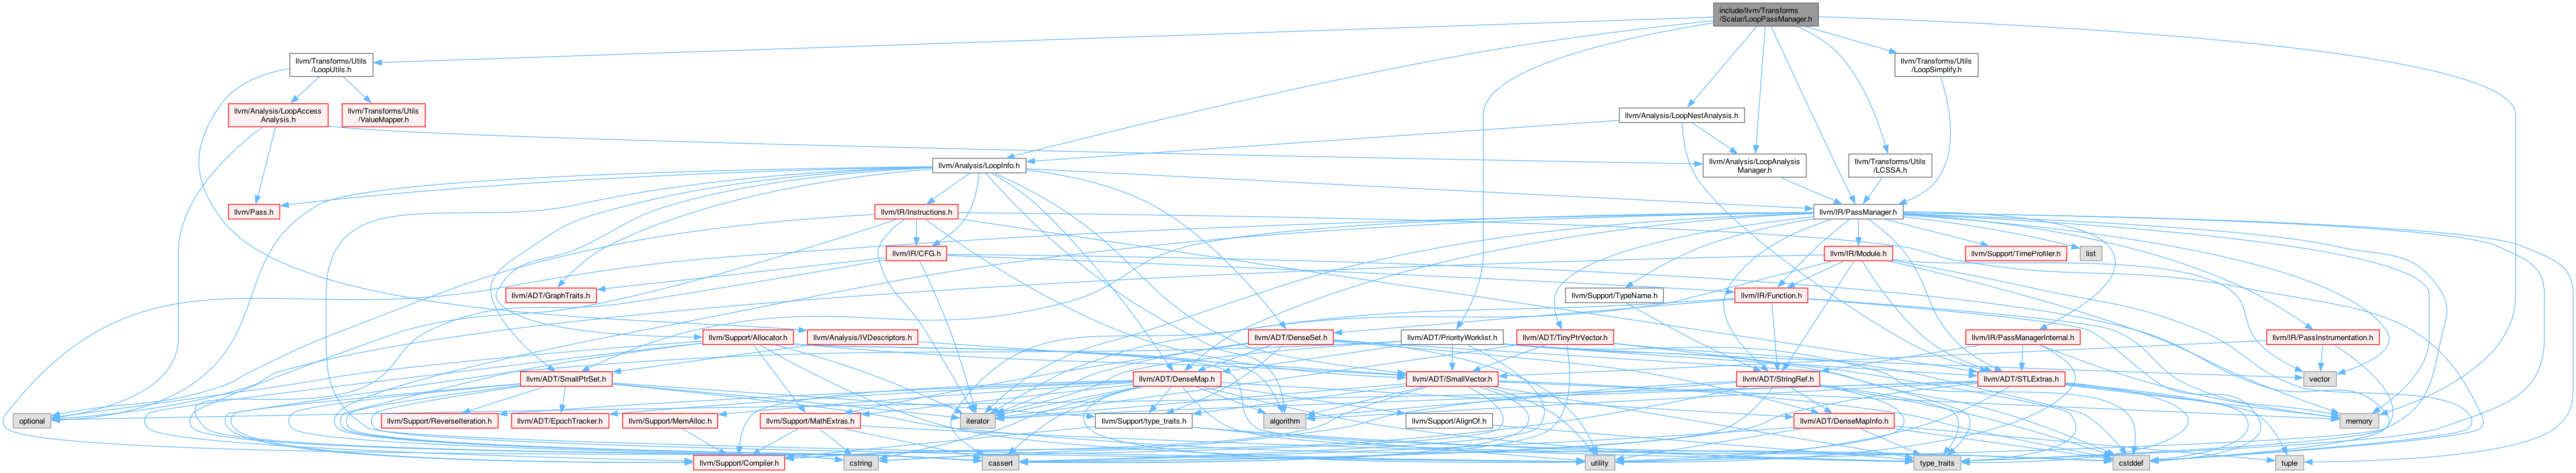 include/llvm/Transforms
/Scalar/LoopPassManager.h
llvm/Transforms/Utils
/LoopUtils.h
llvm/Transforms/Utils
/LoopSimplify.h
llvm/Analysis/LoopAccess
Analysis.h
llvm/Transforms/Utils
/ValueMapper.h
llvm/Analysis/LoopNestAnalysis.h
llvm/Analysis/LoopInfo.h
llvm/Analysis/LoopAnalysis
Manager.h
llvm/Transforms/Utils
/LCSSA.h
llvm/Pass.h
llvm/IR/Instructions.h
llvm/IR/PassManager.h
llvm/IR/CFG.h
llvm/IR/Module.h
llvm/Support/TimeProfiler.h
list
llvm/ADT/GraphTraits.h
llvm/Support/TypeName.h
llvm/IR/Function.h
llvm/Support/Allocator.h
llvm/Analysis/IVDescriptors.h
llvm/ADT/DenseSet.h
llvm/ADT/PriorityWorklist.h
llvm/ADT/TinyPtrVector.h
llvm/IR/PassManagerInternal.h
llvm/IR/PassInstrumentation.h
llvm/ADT/SmallPtrSet.h
llvm/ADT/DenseMap.h
llvm/ADT/SmallVector.h
llvm/ADT/StringRef.h
llvm/ADT/STLExtras.h
vector
optional
llvm/Support/ReverseIteration.h
llvm/ADT/EpochTracker.h
llvm/Support/MemAlloc.h
llvm/Support/MathExtras.h
iterator
algorithm
llvm/Support/type_traits.h
llvm/Support/AlignOf.h
llvm/ADT/DenseMapInfo.h
memory
llvm/Support/Compiler.h
cstring
cassert
utility
type_traits
cstddef
tuple